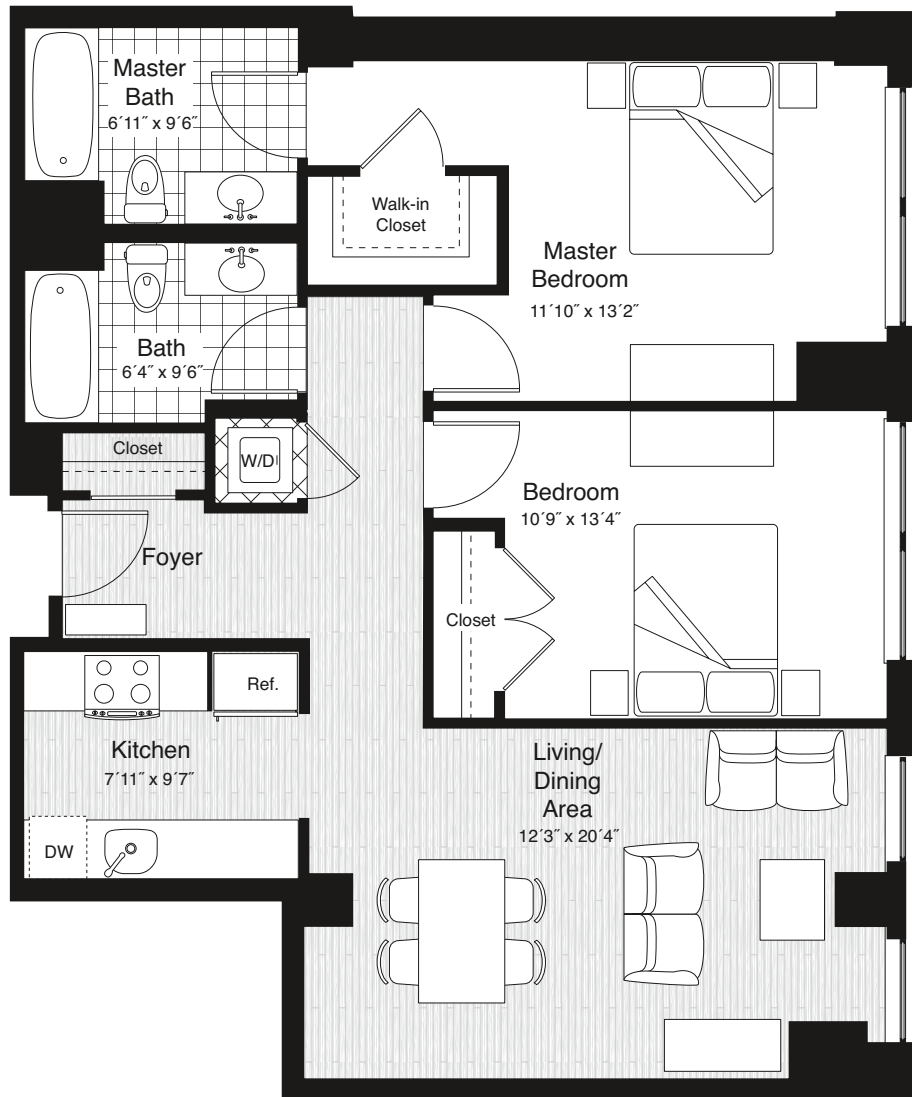 Master
Bath
6´11˝ x 9´6˝
Walk-in
Closet
Master
Bedroom
11´10˝ x 13´2˝
Bath
6´4˝ x 9´6˝
Closet
W/D
Bedroom
10´9˝ x 13´4˝
Foyer
Closet
Ref.
Kitchen
7´11˝ x 9´7˝
Living/
Dining
Area
12´3˝ x 20´4˝
DW